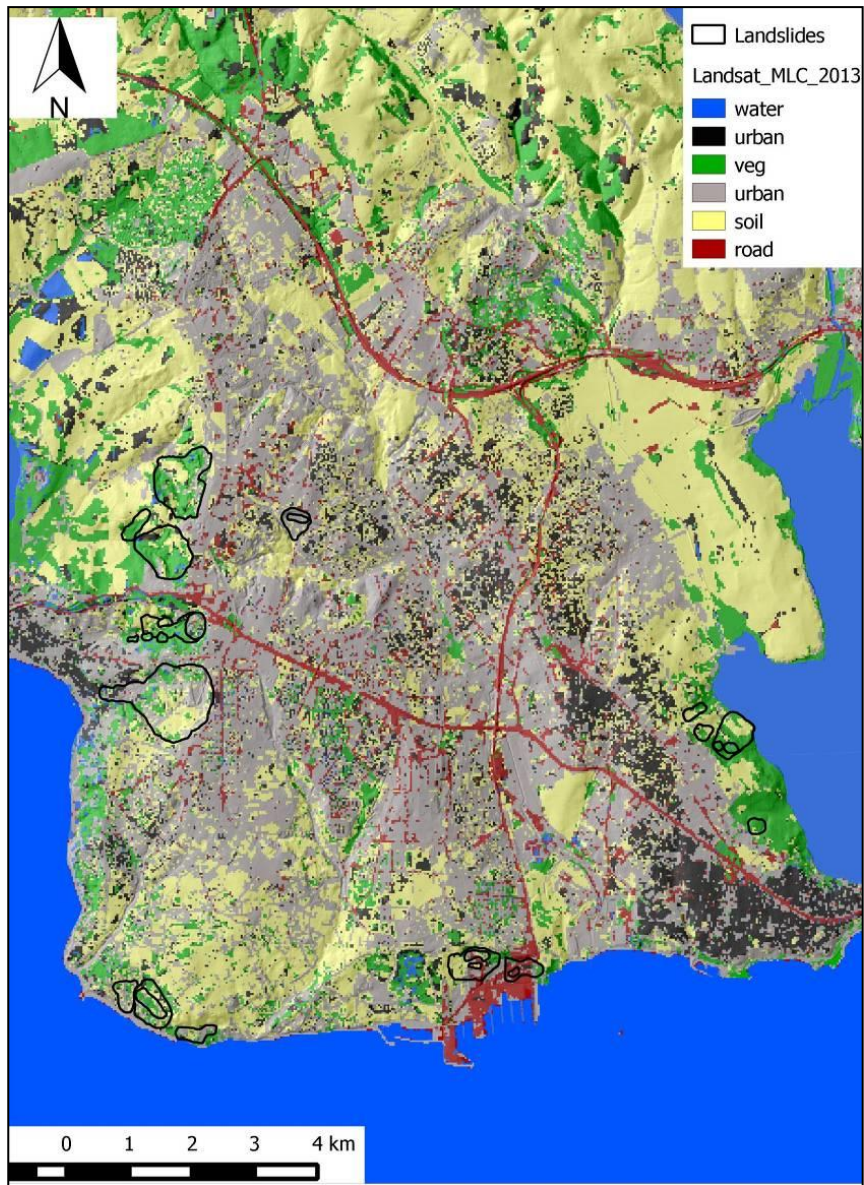 N
Landslides
Landsat_MLC_2013
water
urban
veg
urban
soil
road
0 1 2 3 4 km